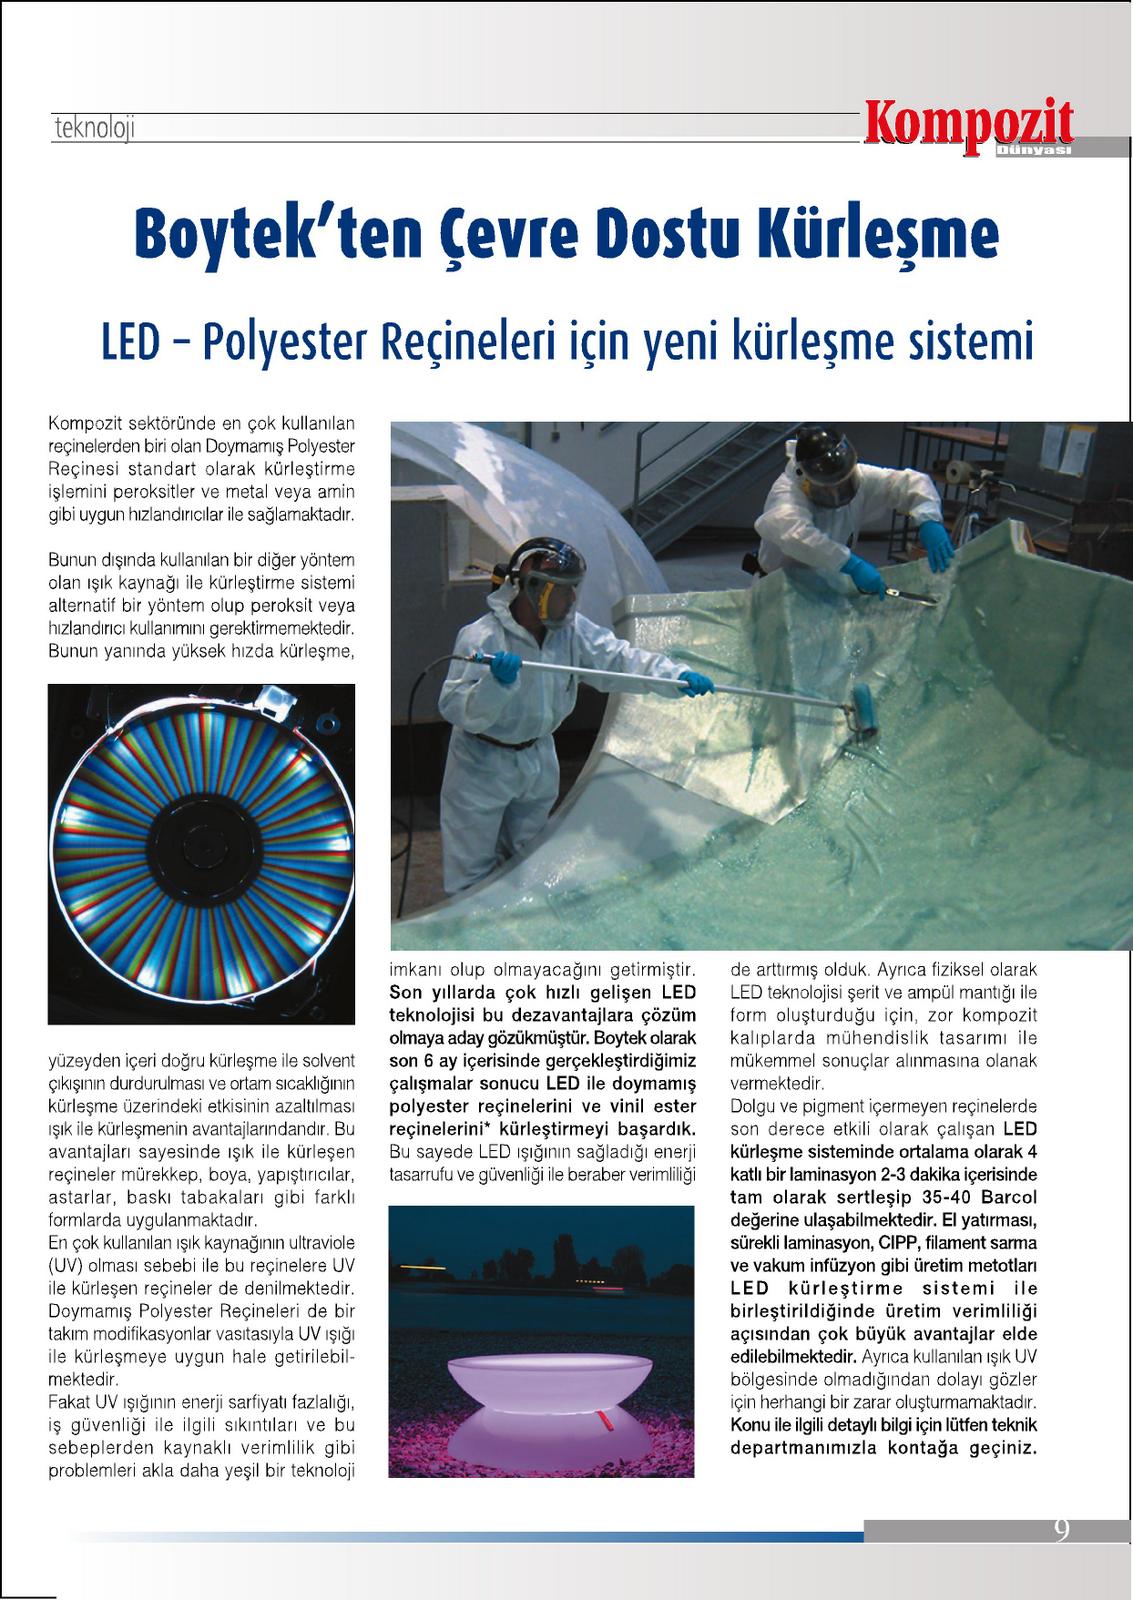 teknoloji
Kompozit
Dünyası
Boytek’ten Çevre Dostu Kürleşme
LED – Polyester Reçineleri için yeni kürleşme sistemi
Kompozit sektöründe en çok kullanılan
reçinelerden biri olan Doymamış Polyester
Reçinesi standart olarak kürleştirme
işlemini peroksitler ve metal veya amin
gibi uygun hızlandırıcılar ile sağlamaktadır.
Bunun dışında kullanılan bir diğer yöntem
olan ışık kaynağı ile kürleştirme sistemi
alternatif bir yöntem olup peroksit veya
hızlandırıcı kullanımını gerektirmemektedir.
Bunun yanında yüksek hızda kürleşme,
yüzeyden içeri doğru kürleşme ile solvent
çıkışının durdurulması ve ortam sıcaklığının
kürleşme üzerindeki etkisinin azaltılması
ışık ile kürleşmenin avantajlarındandır. Bu
avantajları sayesinde ışık ile kürleşen
reçineler mürekkep, boya, yapıştırıcılar,
astarlar, baskı tabakaları gibi farklı
formlarda uygulanmaktadır.
En çok kullanılan ışık kaynağının ultraviole
(UV) olması sebebi ile bu reçinelere UV
ile kürleşen reçineler de denilmektedir.
Doymamış Polyester Reçineleri de bir
takım modifikasyonlar vasıtasıyla UV ışığı
ile kürleşmeye uygun hale getirilebil-
mektedir.
Fakat UV ışığının enerji sarfiyatı fazlalığı,
iş güvenliği ile ilgili sıkıntıları ve bu
sebeplerden kaynaklı verimlilik gibi
problemleri akla daha yeşil bir teknoloji
imkanı olup olmayacağını getirmiştir.
Son yıllarda çok hızlı gelişen LED
teknolojisi bu dezavantajlara çözüm
olmaya aday gözükmüştür. Boytek olarak
son 6 ay içerisinde gerçekleştirdiğimiz
çalışmalar sonucu LED ile doymamış
polyester reçinelerini ve vinil ester
reçinelerini* kürleştirmeyi başardık.
Bu sayede LED ışığının sağladığı enerji
tasarrufu ve güvenliği ile beraber verimliliği
de arttırmış olduk. Ayrıca fiziksel olarak
LED teknolojisi şerit ve ampül mantığı ile
form oluşturduğu için, zor kompozit
kalıplarda mühendislik tasarımı ile
mükemmel sonuçlar alınmasına olanak
vermektedir.
Dolgu ve pigment içermeyen reçinelerde
son derece etkili olarak çalışan LED
kürleşme sisteminde ortalama olarak 4
katlı bir laminasyon 2-3 dakika içerisinde
tam olarak sertleşip 35-40 Barcol
değerine ulaşabilmektedir. El yatırması,
sürekli laminasyon, CIPP, filament sarma
ve vakum infüzyon gibi üretim metotları
LED kürleştirme sistemi ile
birleştirildiğinde üretim verimliliği
açısından çok büyük avantajlar elde
edilebilmektedir. Ayrıca kullanılan ışık UV
bölgesinde olmadığından dolayı gözler
için herhangi bir zarar oluşturmamaktadır.
Konu ile ilgili detaylı bilgi için lütfen teknik
departmanımızla kontağa geçiniz.
9